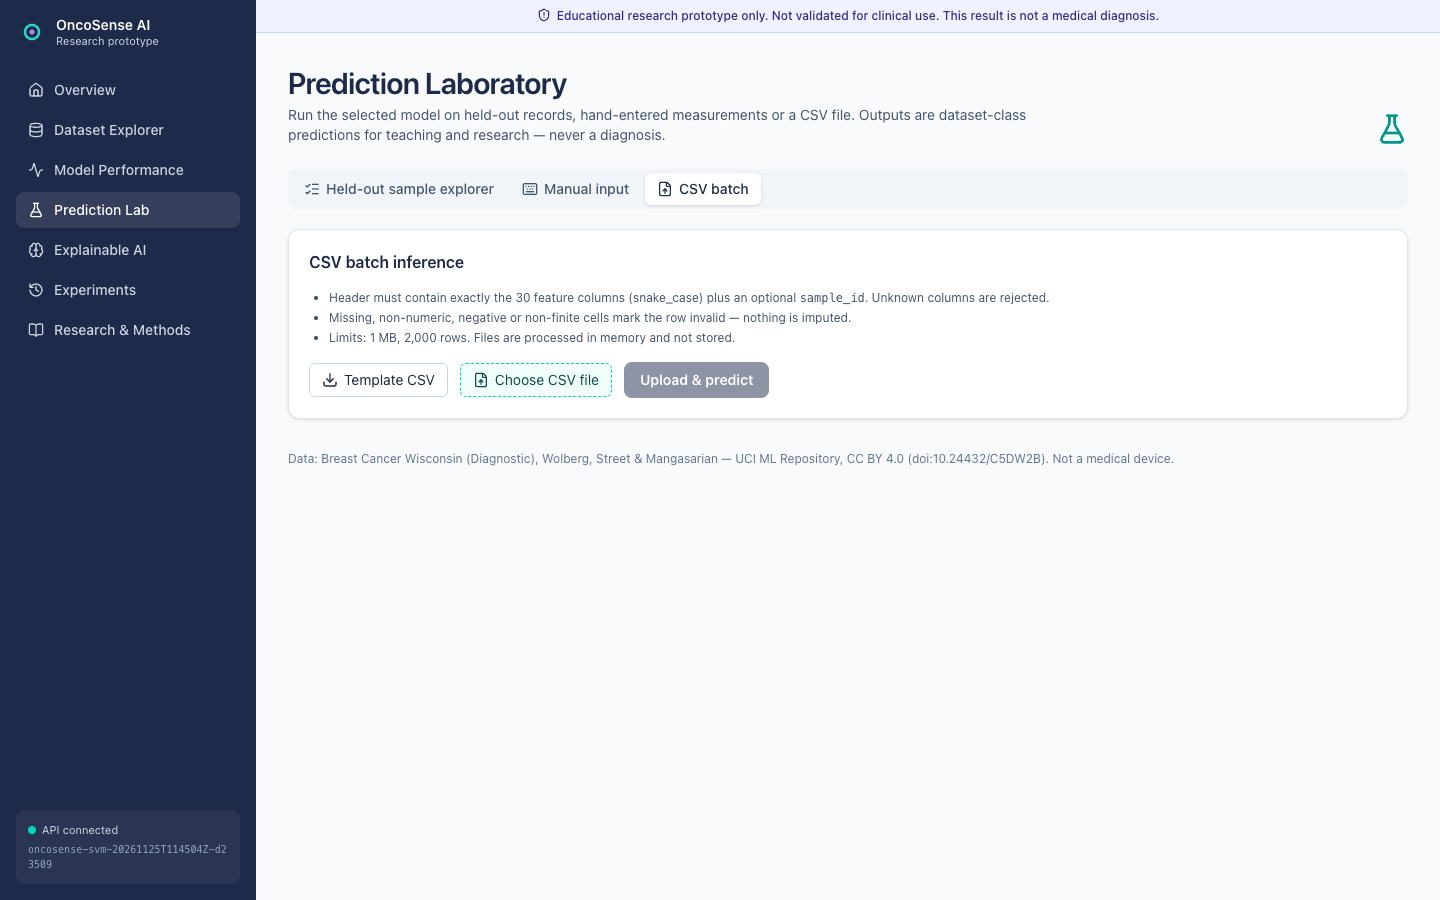 OncoSense AI
Research prototype
Overview
Dataset Explorer
Model Performance
Prediction Lab
Explainable AI
Experiments
Research & Methods
API connected
oncosense-svm-20261125T114504Z-d2
3509
Educational research prototype only. Not validated for clinical use. This result is not a medical diagnosis.
Prediction Laboratory
Run the selected model on held-out records, hand-entered measurements or a CSV file. Outputs are dataset-class
predictions for teaching and research — never a diagnosis.
Held-out sample explorer
Manual input
CSV batch
CSV batch inference
• Header must contain exactly the 30 feature columns (snake_case) plus an optional sample_id. Unknown columns are rejected.
• Missing, non-numeric, negative or non-finite cells mark the row invalid — nothing is imputed.
• Limits: 1 MB, 2,000 rows. Files are processed in memory and not stored.
Template CSV
Choose CSV file
Upload & predict
Data: Breast Cancer Wisconsin (Diagnostic), Wolberg, Street & Mangasarian — UCI ML Repository, CC BY 4.0 (doi:10.24432/C5DW2B). Not a medical device.